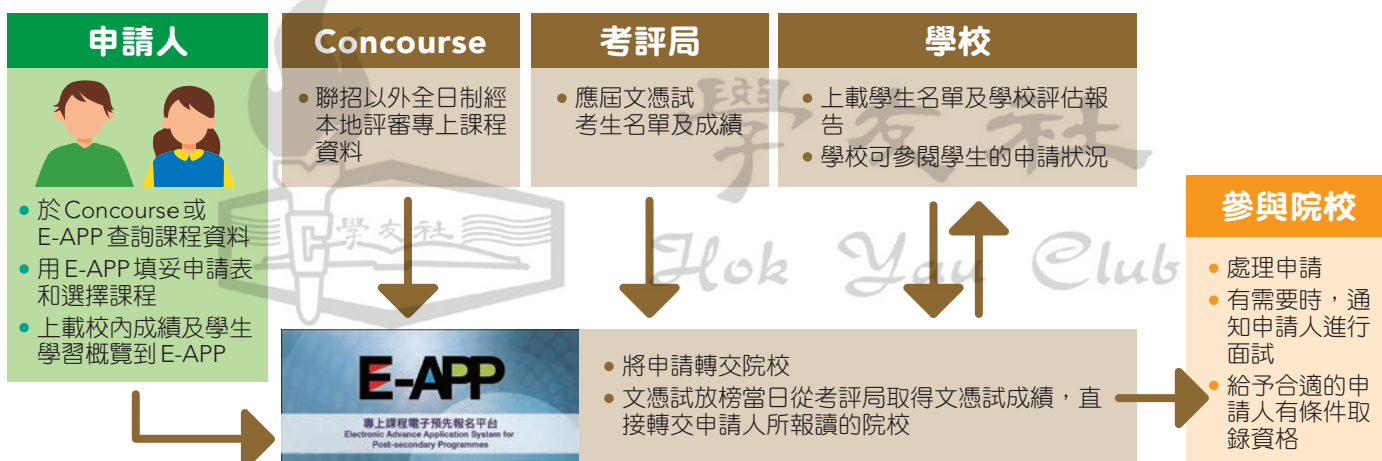 申請人
• 於Concourse或
E-APP查詢課程資料
• 用E-APP填妥申請表
和選擇課程
• 上載校內成績及學生
學習概覽到E-APP
Concourse
• 聯招以外全日制經
本地評審專上課程
資料
考評局
• 應屆文憑試
考生名單及成績
學校
• 上載學生名單及學校評估報
告
• 學校可參閱學生的申請狀況
學友社
學友社
Hok Yau Club
E-APP
專上課程電子預先報名平台
Electronic Advance Application System for
Post-secondary Programmes
• 將申請轉交院校
• 文憑試放榜當日從考評局取得文憑試成績，直
接轉交申請人所報讀的院校
參與院校
• 處理申請
• 有需要時，通
知申請人進行
面試
• 給予合適的申
請人有條件取
錄資格